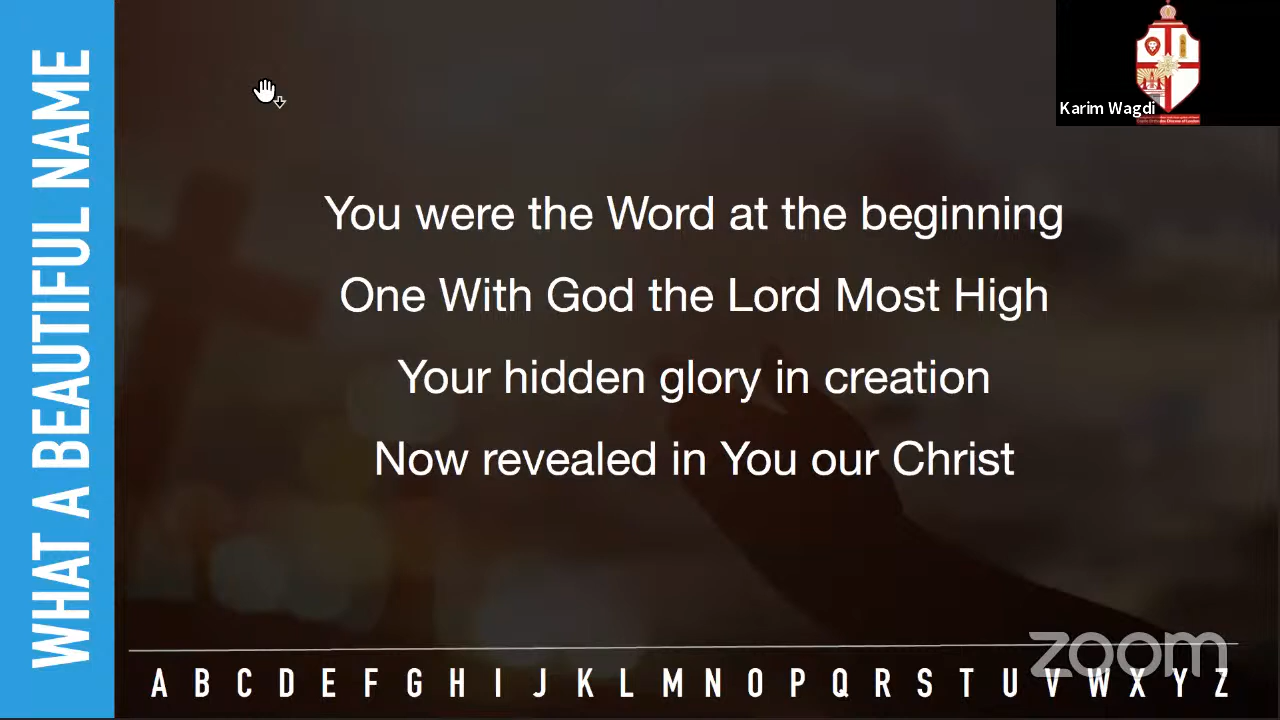 WHAT A BEAUTIFUL NAME
Karim Wagdi
You were the Word at the beginning
One With God the Lord Most High
Your hidden glory in creation
Now revealed in You our Christ
zoom
A B C D E F G H I J K L M N O P Q R S T U V W X Y Z